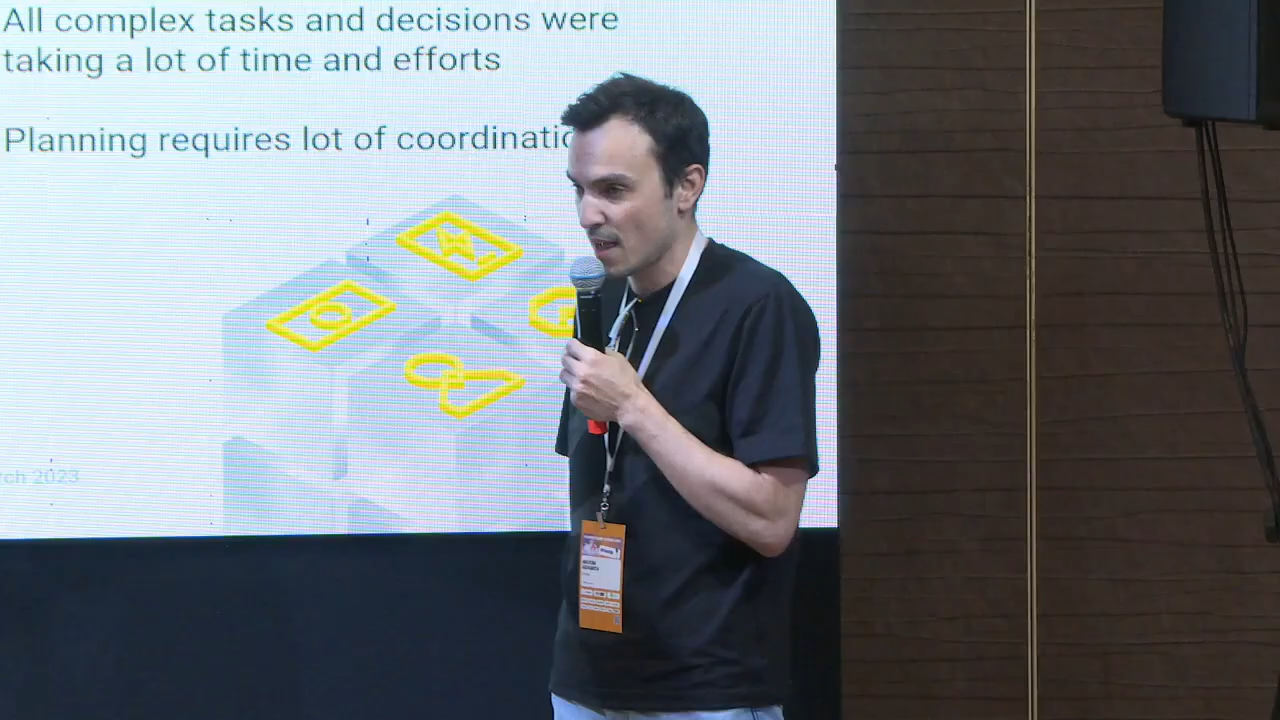 All complex tasks and decisions were
taking a lot of time and efforts
Planning requires lot of coordinatio
rch 2023